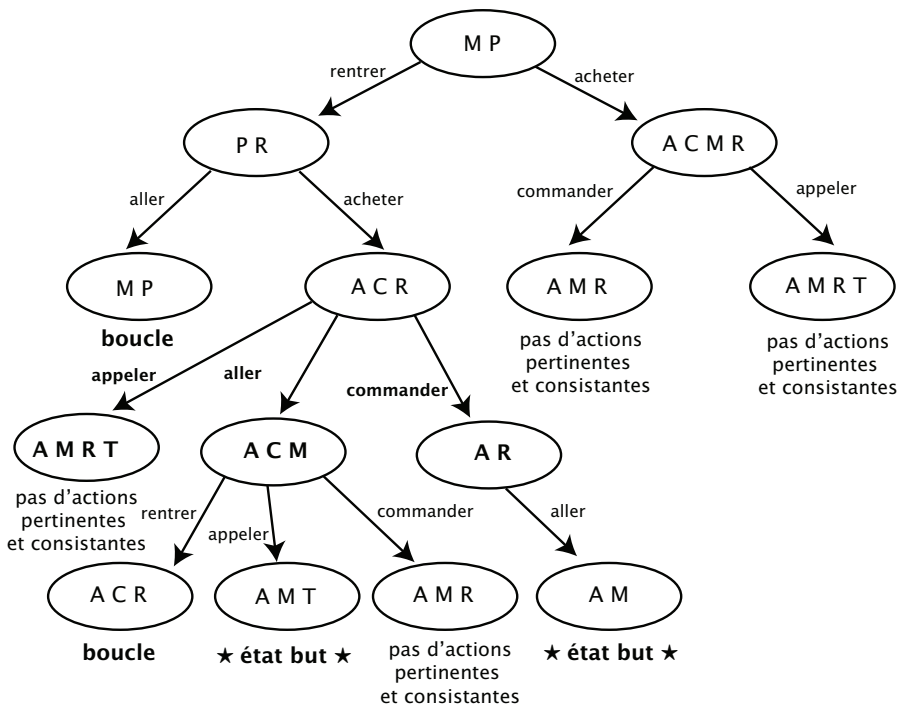 M P
rentrer
acheter
P R
A C M R
aller
acheter
commander
appeler
M P
A C R
A M R
A M R T
boucle
pas d'actions
pertinentes
et consistantes
pas d'actions
pertinentes
et consistantes
appeler
aller
commander
A M R T
A C M
A R
pas d'actions
pertinentes
et consistantes
rentrer
appeler
commander
aller
A C R
A M T
A M R
A M
boucle
★ état but ★
pas d'actions
pertinentes
et consistantes
★ état but ★